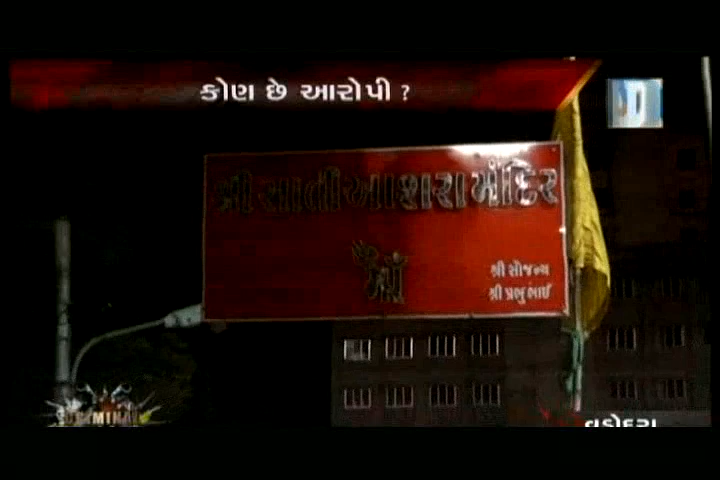 કોણ છે આરોપી ?
શ્રી સાતી આશરા મંદિર
માઁ
શ્રી સૌજન્ય
શ્રી પ્રભુભાઈ
વડોદરા